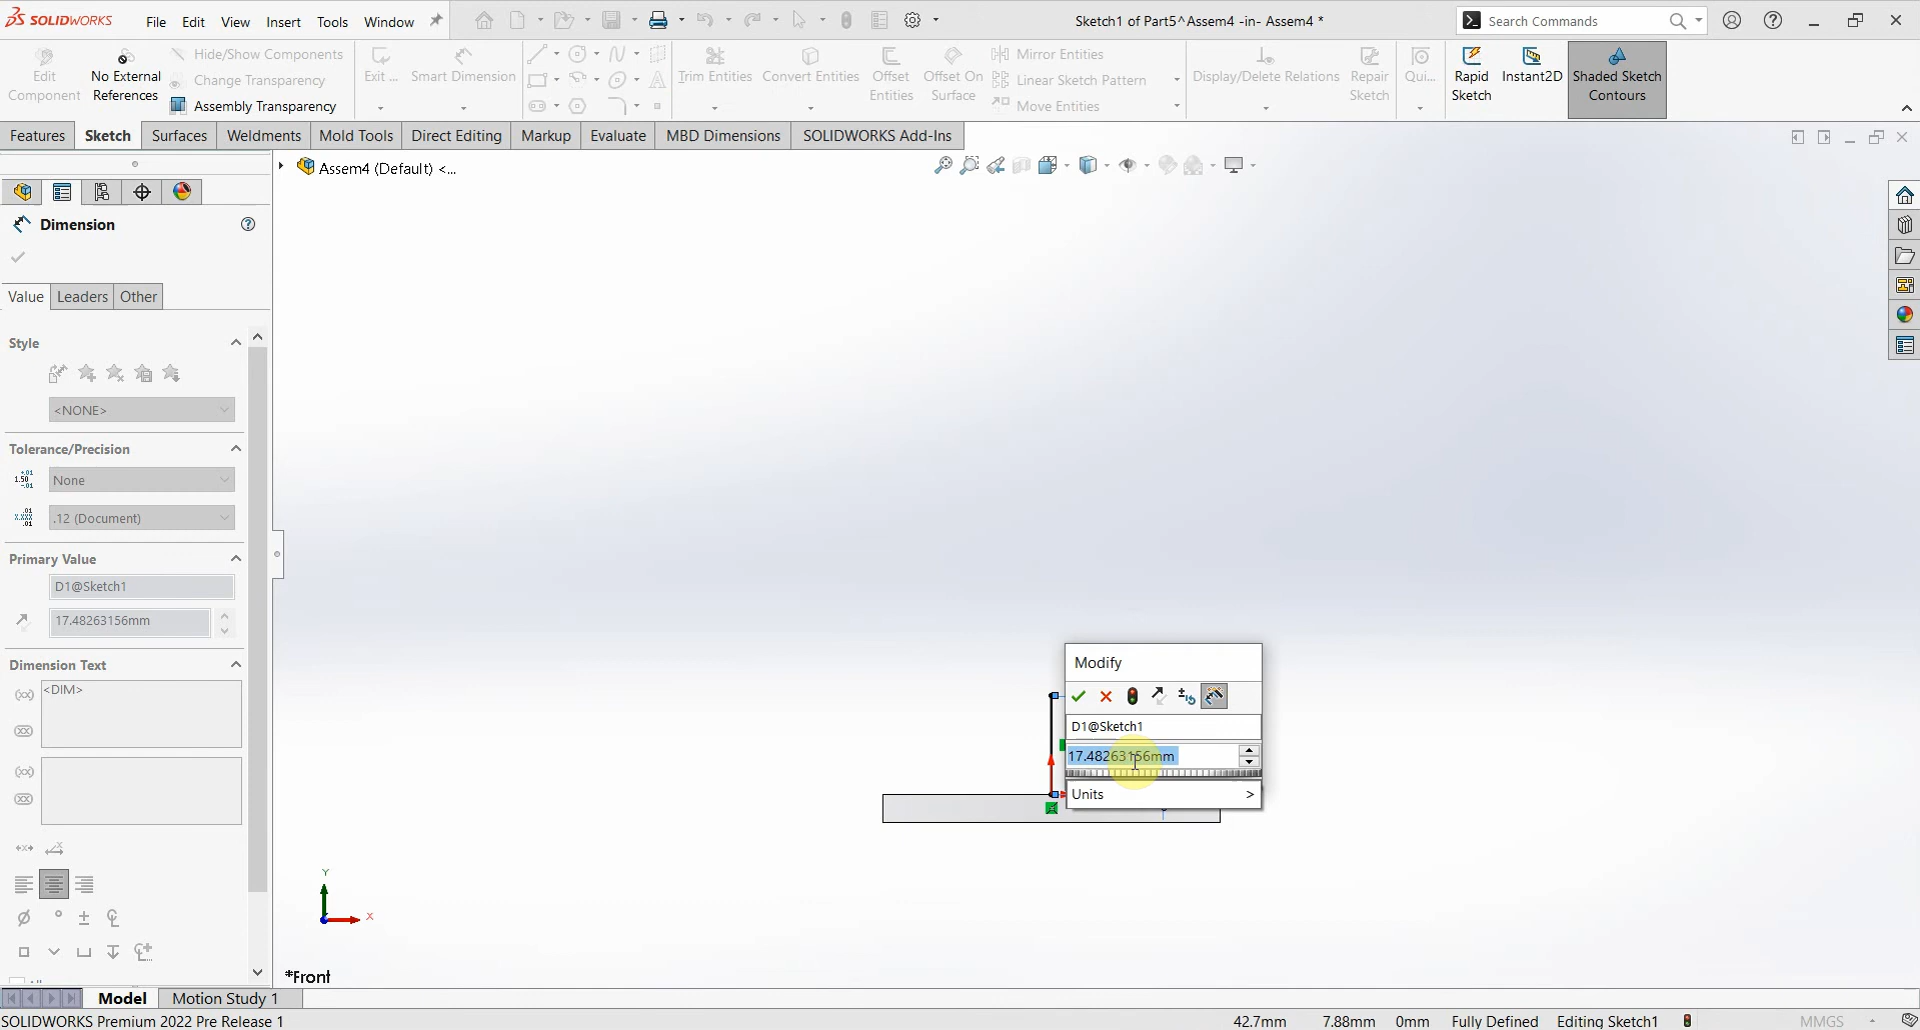 SOLIDWORKS
File Edit View Insert Tools Window
Sketch1 of Part5^Assem4 -in- Assem4 *
Search Commands
Edit Component
No External References
Hide/Show Components
Change Transparency
Assembly Transparency
Exit ...
Smart Dimension
Trim Entities
Convert Entities
Offset Entities
Offset On Surface
Mirror Entities
Linear Sketch Pattern
Move Entities
Display/Delete Relations
Repair Sketch
Qui...
Rapid Sketch
Instant2D
Shaded Sketch Contours
Features Sketch Surfaces Weldments Mold Tools Direct Editing Markup Evaluate MBD Dimensions SOLIDWORKS Add-Ins
Assem4 (Default) <...
Dimension
Value Leaders Other
Style
<NONE>
Tolerance/Precision
None
.12 (Document)
Primary Value
D1@Sketch1
17.48263156mm
Dimension Text
<DIM>
Modify
D1@Sketch1
17.48263156mm
Units >
Y
X
*Front
Model Motion Study 1
SOLIDWORKS Premium 2022 Pre Release 1
42.7mm 7.88mm 0mm Fully Defined Editing Sketch1 MMGS